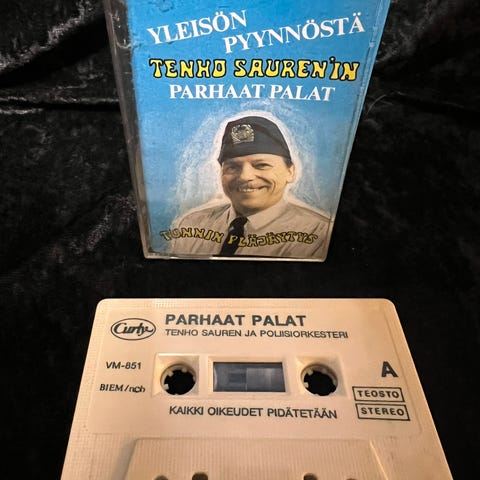 YLEISÖN
PYYNNÖSTÄ
TENHO SAUREN'IN
PARHAAT PALAT
TONNIN PLÄJÄYTYS
Curly
PARHAAT PALAT
TENHO SAUREN JA POLIISIORKESTERI
VM-851
A
BIEM/ncb
TEOSTO
STEREO
KAIKKI OIKEUDET PIDÄTETÄÄN